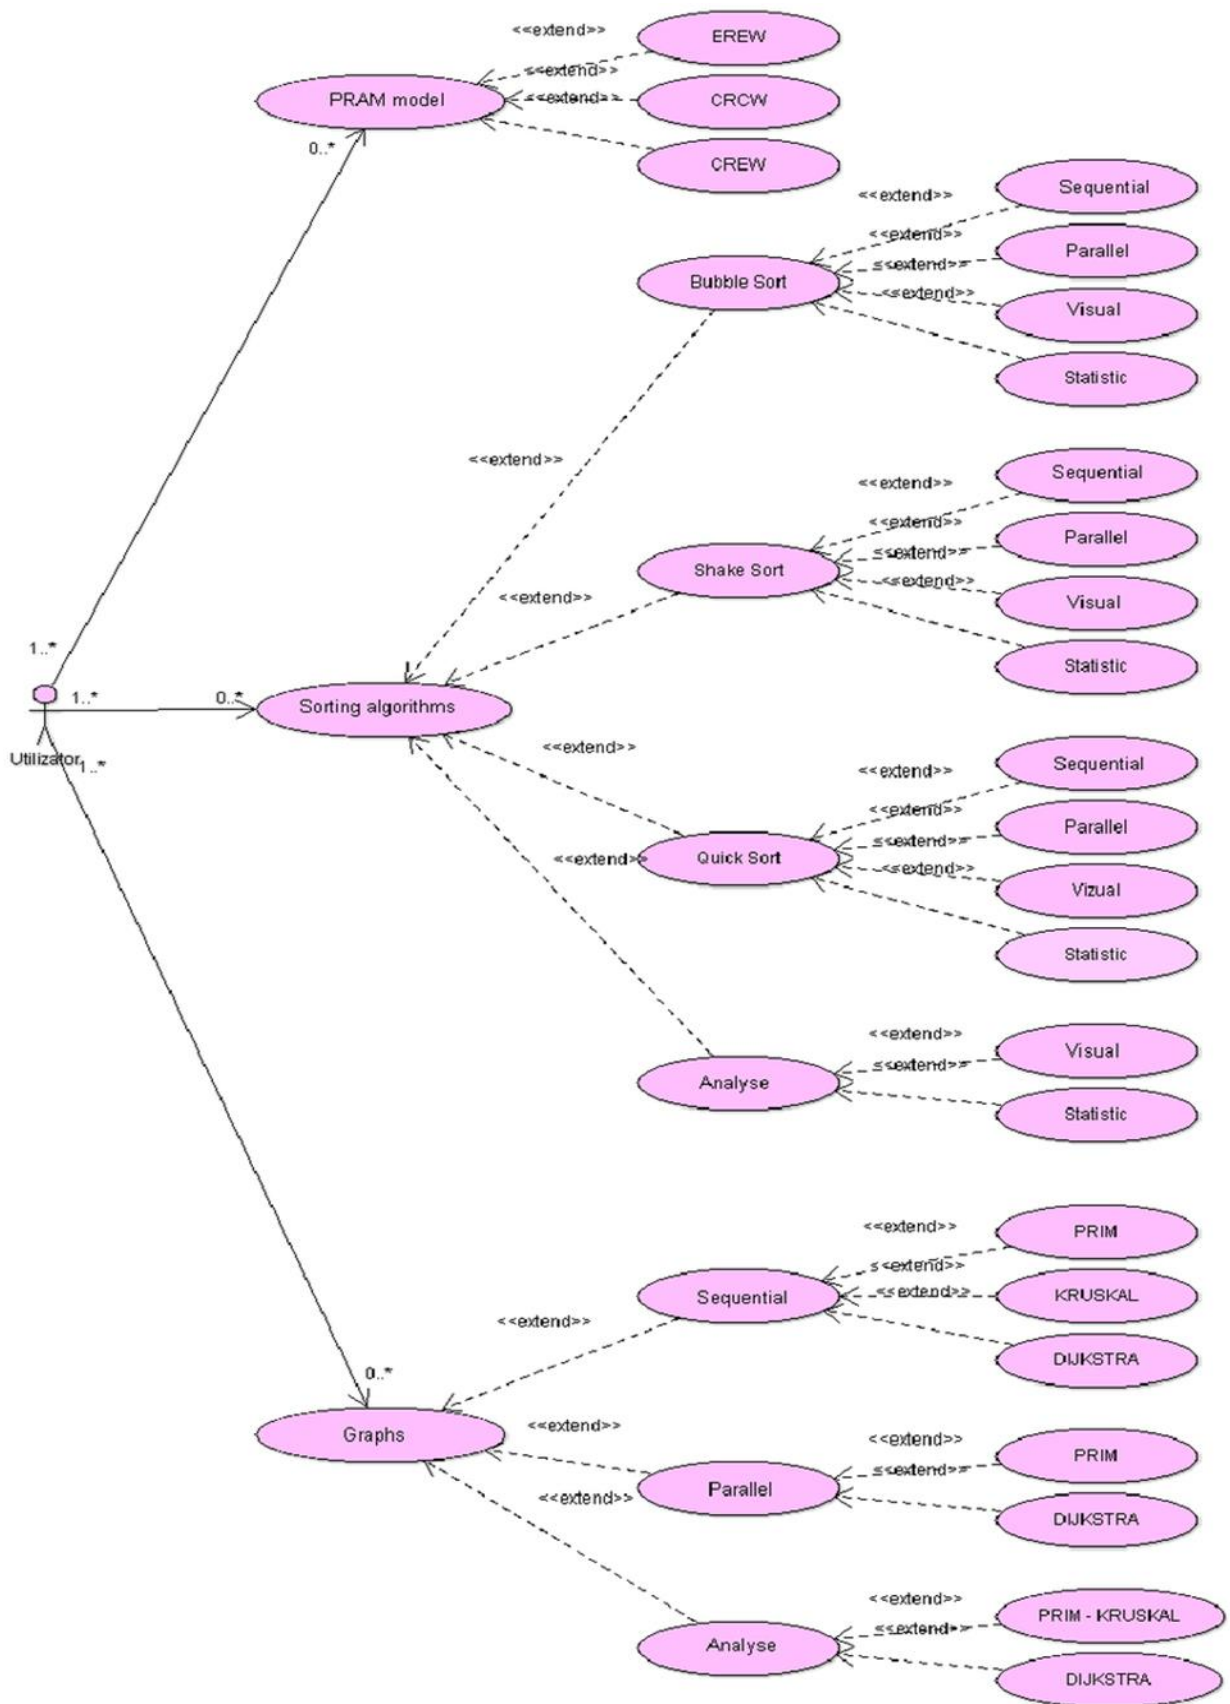 <<extend>>
EREW
<<extend>>
PRAM model
<<extend>>
CRCW
0..*
CREW
<<extend>>
Sequential
<<extend>>
Parallel
<<extend>>
Bubble Sort
<<extend>>
Visual
Statistic
<<extend>>
<<extend>>
Sequential
<<extend>>
Parallel
<<extend>>
Shake Sort
<<extend>>
<<extend>>
Visual
1..*
Statistic
1..*
0..*
Sorting algorithms
<<extend>>
Utilizator
1..*
<<extend>>
Sequential
<<extend>>
Parallel
<<extend>>
<<extend>>
Quick Sort
<<extend>>
Vizual
Statistic
<<extend>>
Visual
<<extend>>
Analyse
Statistic
<<extend>>
PRIM
<<extend>>
Sequential
<<extend>>
KRUSKAL
<<extend>>
DIJKSTRA
0..*
Graphs
<<extend>>
<<extend>>
PRIM
<<extend>>
Parallel
<<extend>>
DIJKSTRA
<<extend>>
PRIM - KRUSKAL
<<extend>>
Analyse
DIJKSTRA